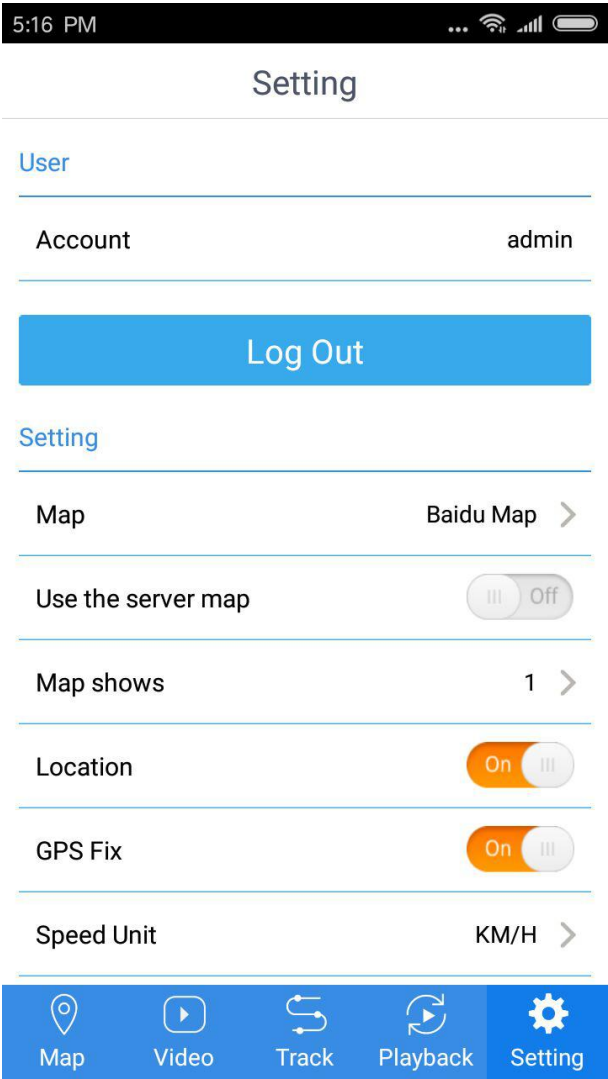 5:16 PM
Setting
User
Account admin
Log Out
Setting
Map Baidu Map
Use the server map Off
Map shows 1
Location On
GPS Fix On
Speed Unit KM/H
Map Video Track Playback Setting